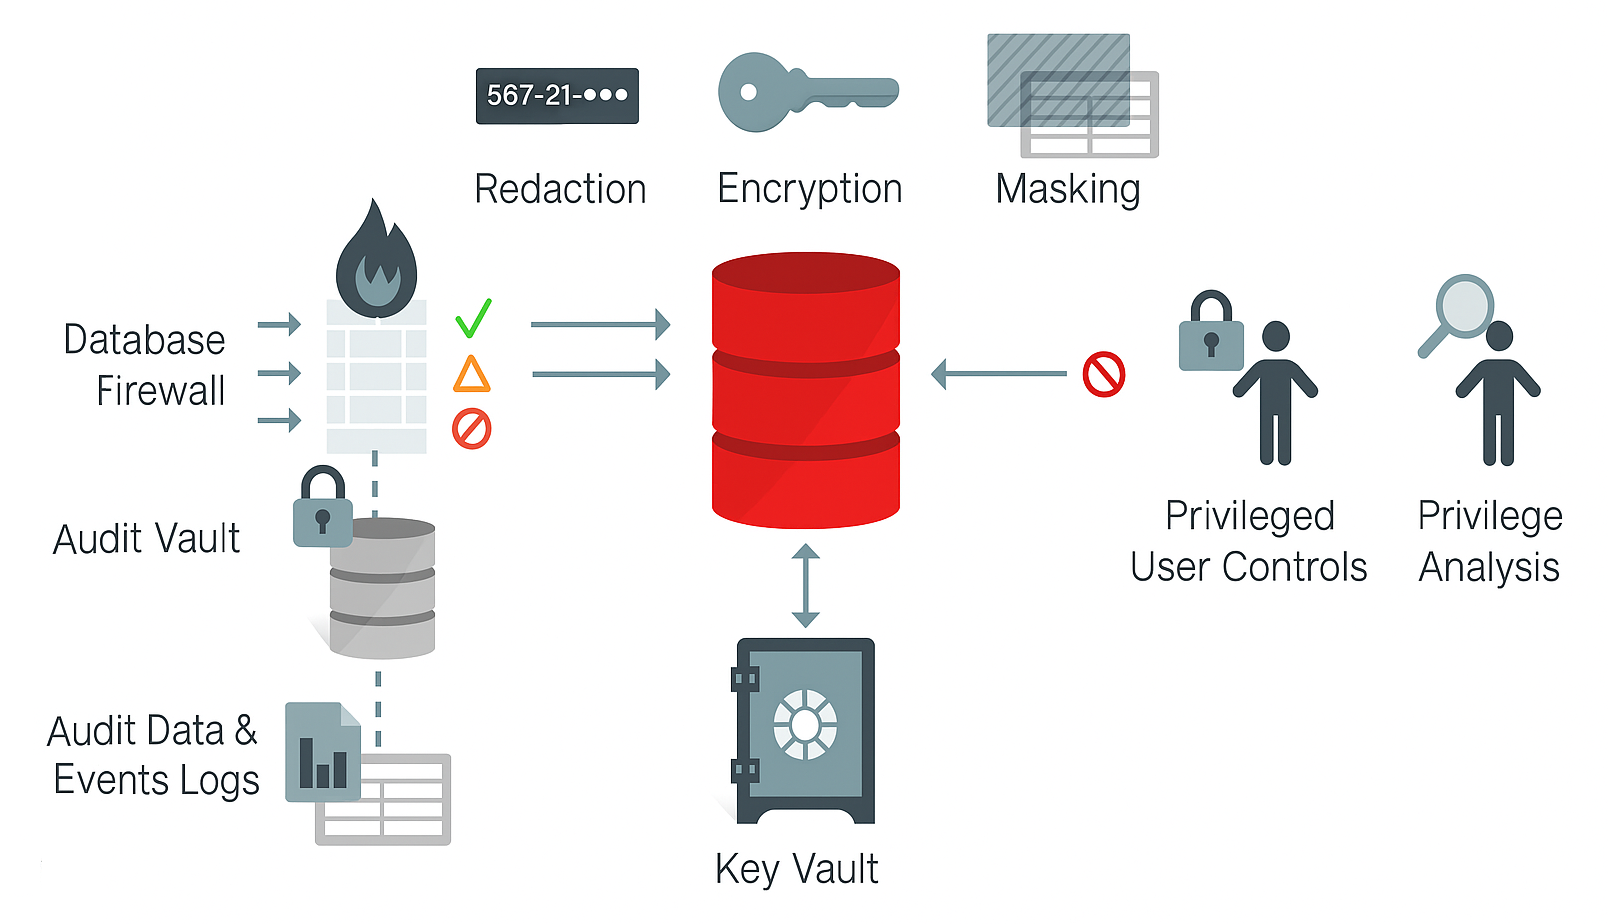 567-21-●●●
Redaction
Encryption
Masking
Database
Firewall
Audit Vault
Audit Data &
Events Logs
Key Vault
Privileged
User Controls
Privilege
Analysis